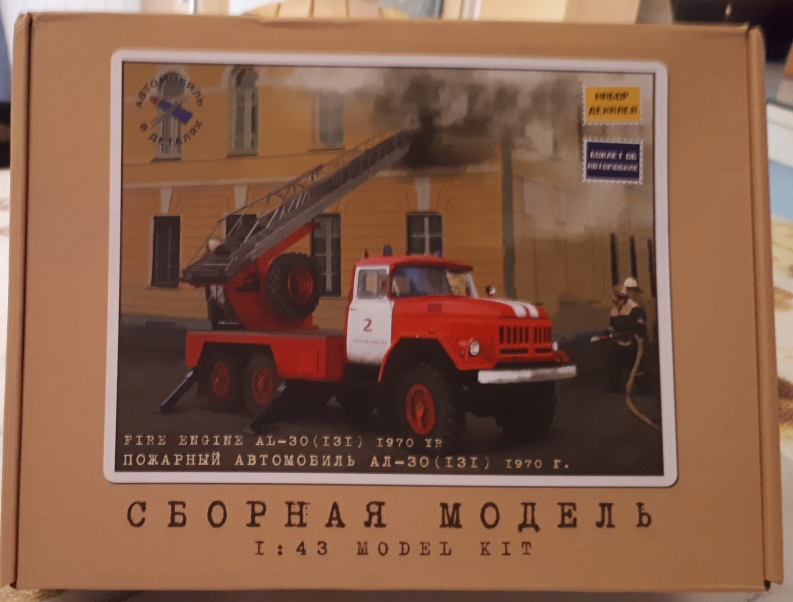 АВТОМОБИЛЬ
В ДЕТАЛЯХ
НАБОР
ДЕКАЛЕЙ
БУКЛЕТ ОБ
АВТОМОБИЛЕ
2
FIRE ENGINE AL-30(131) 1970 YR
ПОЖАРНЫЙ АВТОМОБИЛЬ АЛ-30(131) 1970 г.
СБОРНАЯ МОДЕЛЬ
1:43 MODEL KIT